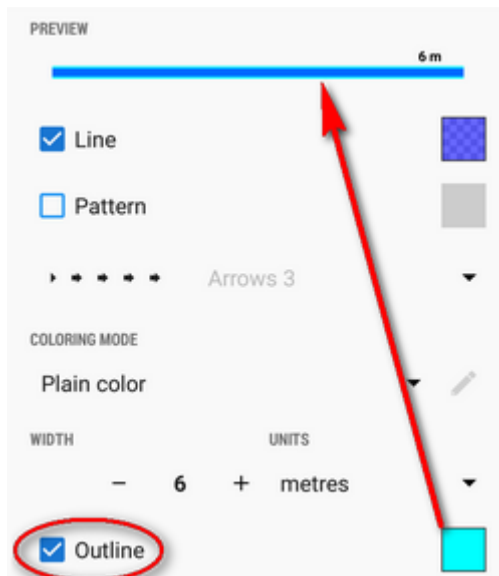 PREVIEW
6 m
Line
Pattern
Arrows 3
COLORING MODE
Plain color
WIDTH UNITS
− 6 + metres
Outline